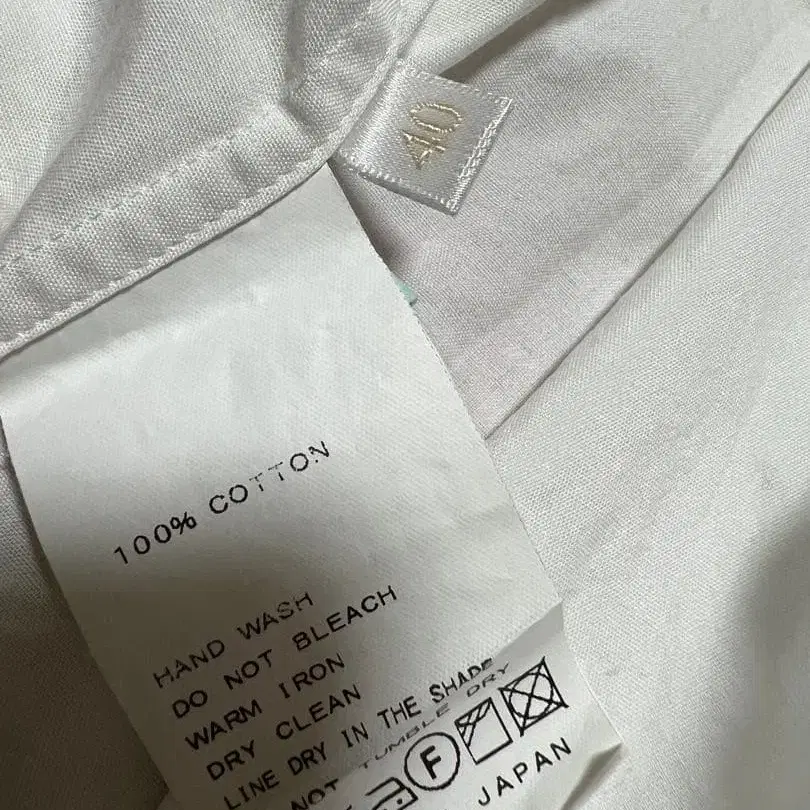 40
100% COTTON
HAND WASH
DO NOT BLEACH
WARM IRON
DRY CLEAN
LINE DRY IN THE SHADE
NOT TUMBLE DRY
F
JAPAN